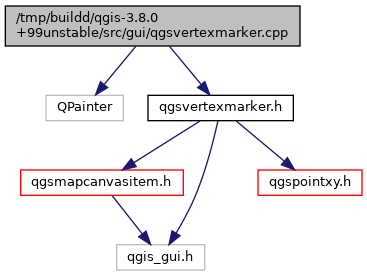 /tmp/buildd/qgis-3.8.0
+99unstable/src/gui/qgsvertexmarker.cpp
QPainter
qgsvertexmarker.h
qgsmapcanvasitem.h
qgspointxy.h
qgis_gui.h